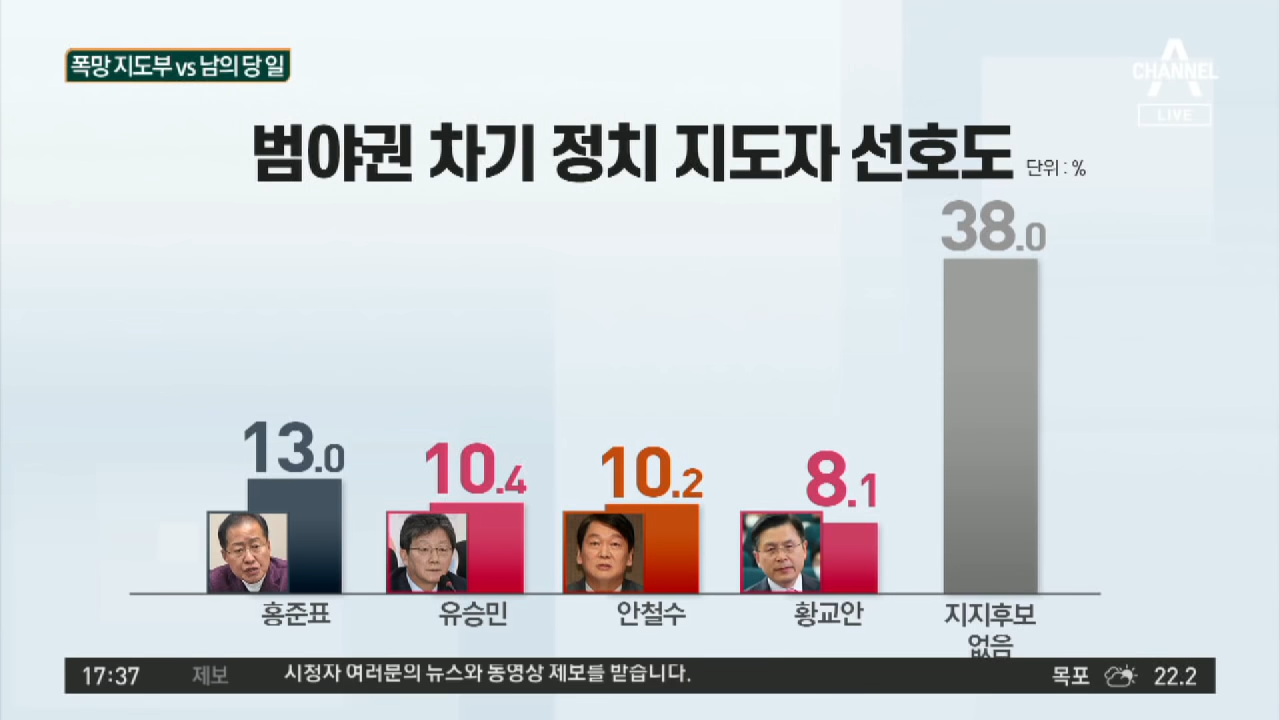 폭망 지도부 vs 남의 당 일
CHANNEL A
LIVE
범야권 차기 정치 지도자 선호도 단위 : %
38.0
13.0
10.4
10.2
8.1
홍준표
유승민
안철수
황교안
지지후보
없음
17:37 제보 시청자 여러분의 뉴스와 동영상 제보를 받습니다. 목포 22.2